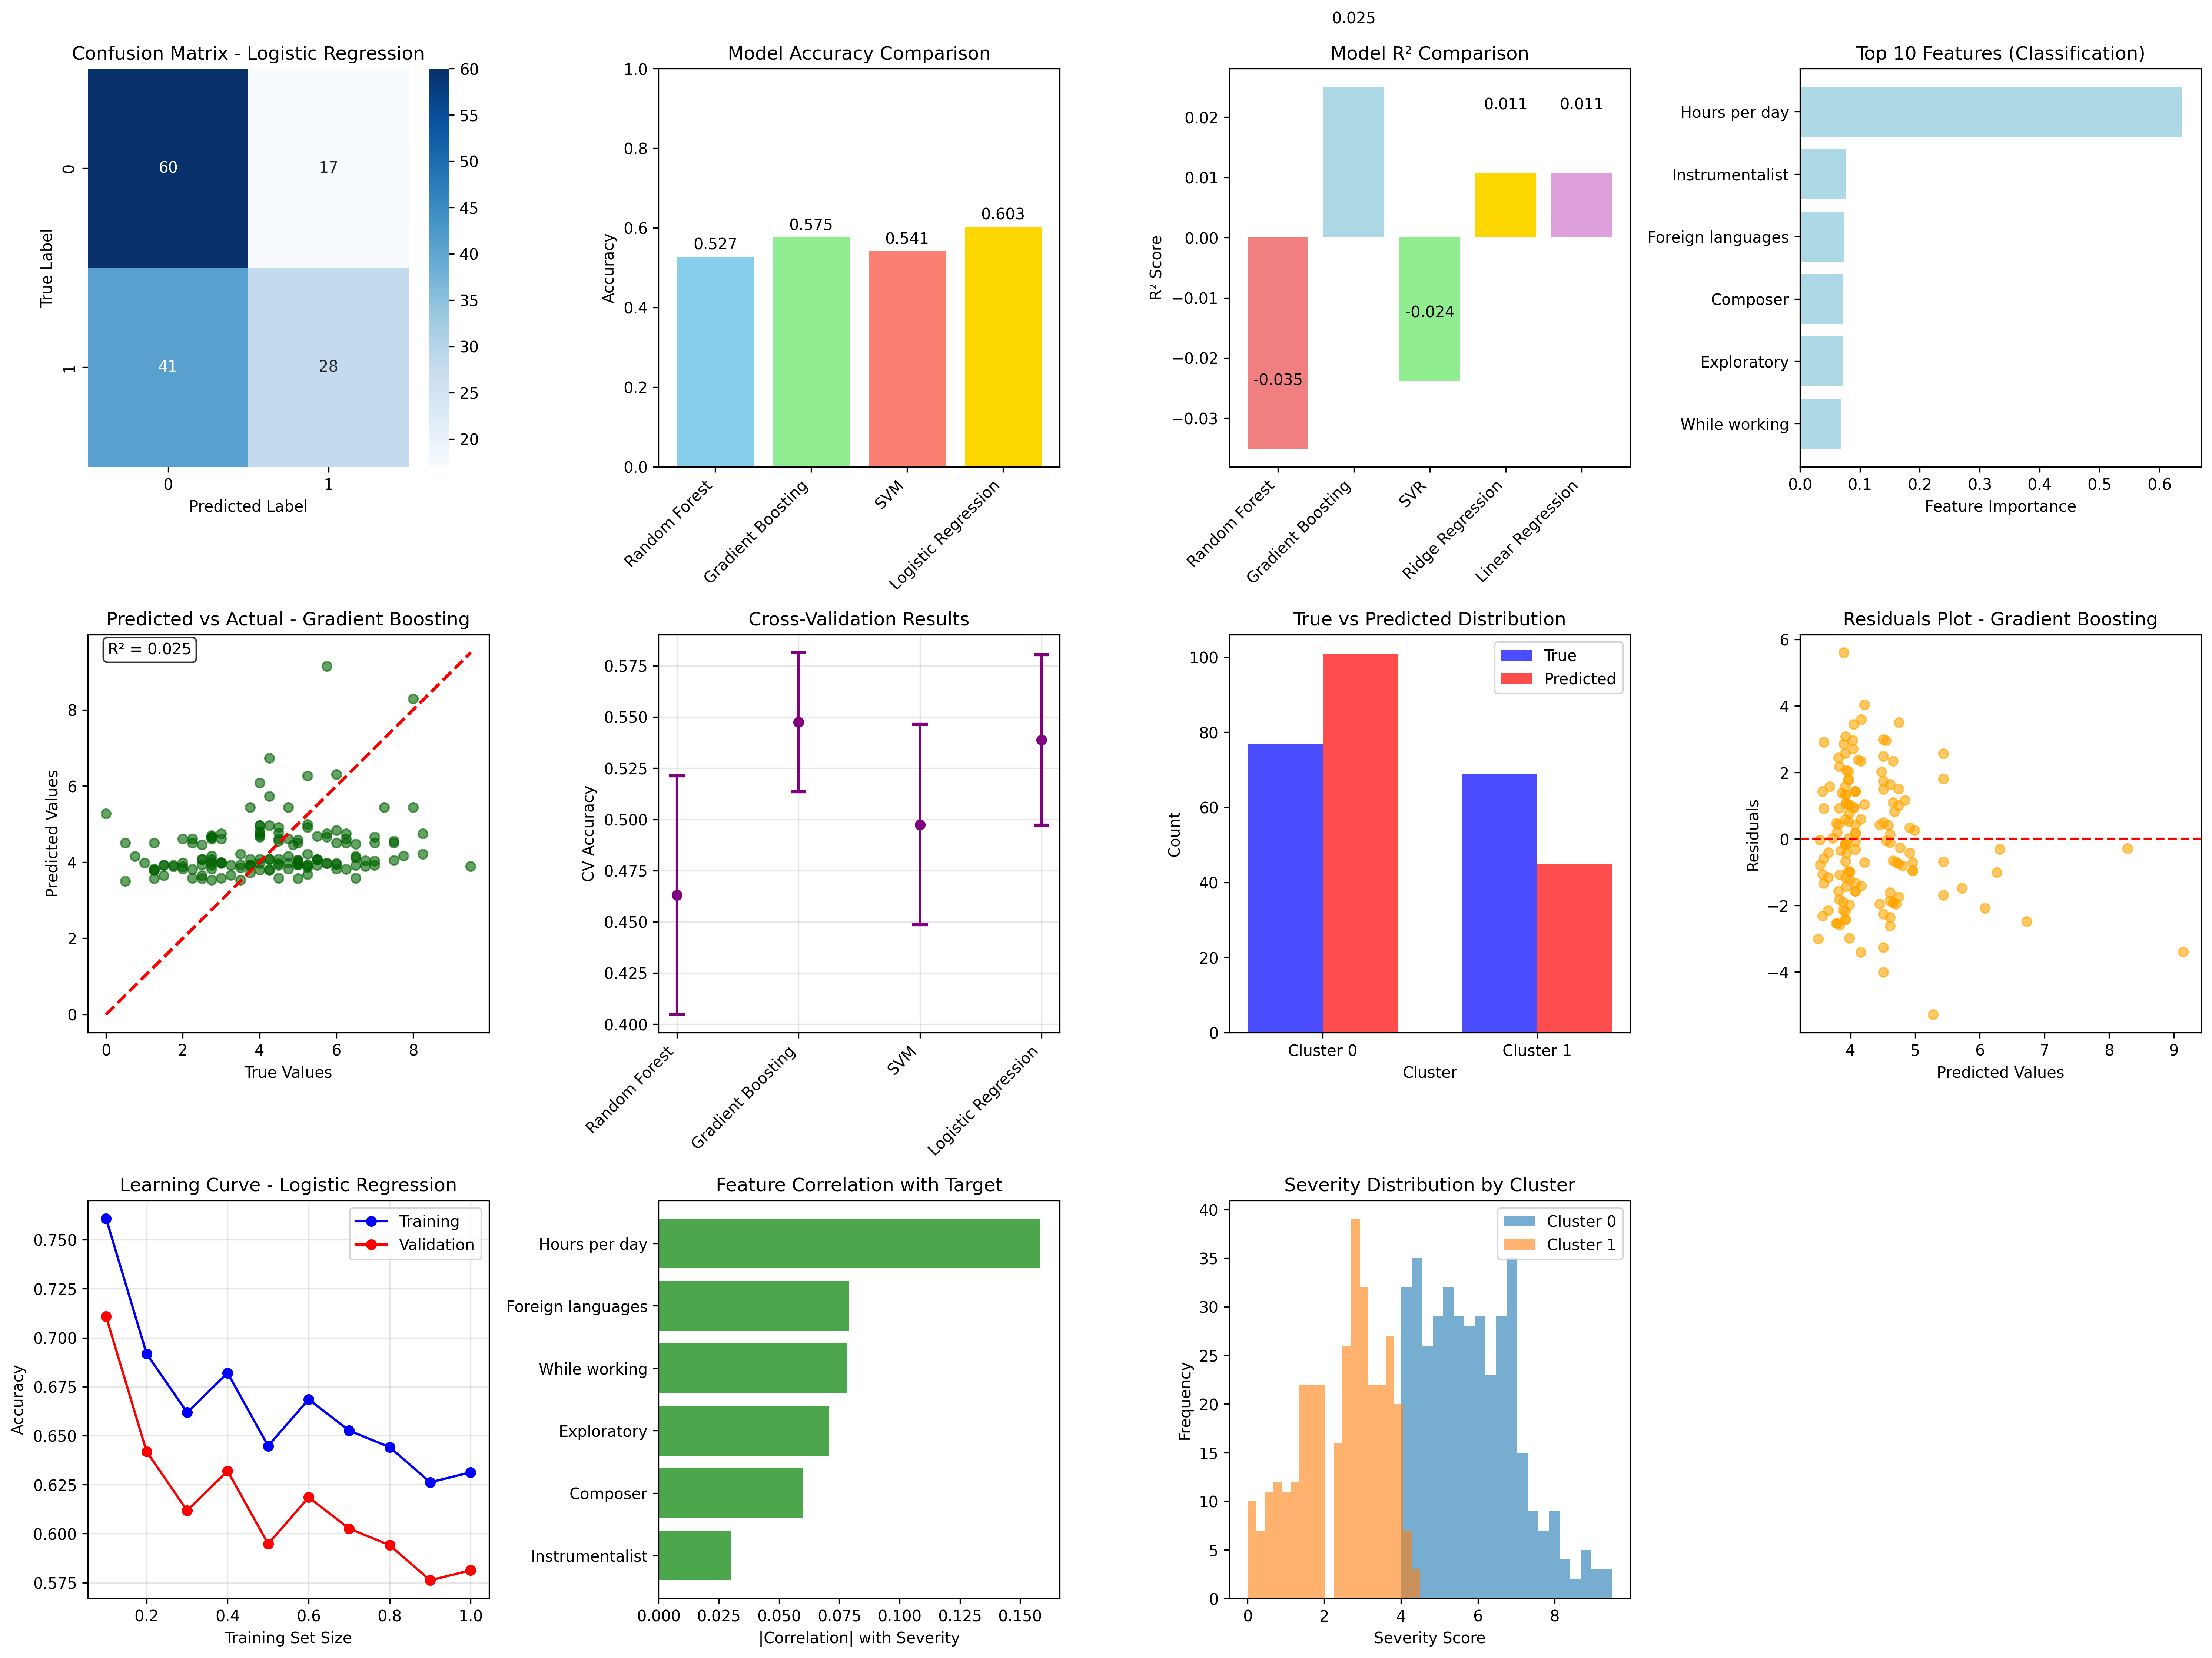 Confusion Matrix - Logistic Regression
True Label
0
1
60
17
41
28
0
1
Predicted Label
60
55
50
45
40
35
30
25
20
Model Accuracy Comparison
Accuracy
1.0
0.8
0.6
0.4
0.2
0.0
0.527
0.575
0.541
0.603
Random Forest
Gradient Boosting
SVM
Logistic Regression
0.025
Model R² Comparison
R² Score
0.02
0.01
0.00
−0.01
−0.02
−0.03
-0.035
-0.024
0.011
0.011
Random Forest
Gradient Boosting
SVR
Ridge Regression
Linear Regression
Top 10 Features (Classification)
Hours per day
Instrumentalist
Foreign languages
Composer
Exploratory
While working
0.0
0.1
0.2
0.3
0.4
0.5
0.6
Feature Importance
Predicted vs Actual - Gradient Boosting
R² = 0.025
Predicted Values
8
6
4
2
0
0
2
4
6
8
True Values
Cross-Validation Results
CV Accuracy
0.575
0.550
0.525
0.500
0.475
0.450
0.425
0.400
Random Forest
Gradient Boosting
SVM
Logistic Regression
True vs Predicted Distribution
True
Predicted
Count
100
80
60
40
20
0
Cluster 0
Cluster 1
Cluster
Residuals Plot - Gradient Boosting
Residuals
6
4
2
0
−2
−4
4
5
6
7
8
9
Predicted Values
Learning Curve - Logistic Regression
Training
Validation
Accuracy
0.750
0.725
0.700
0.675
0.650
0.625
0.600
0.575
0.2
0.4
0.6
0.8
1.0
Training Set Size
Feature Correlation with Target
Hours per day
Foreign languages
While working
Exploratory
Composer
Instrumentalist
0.000
0.025
0.050
0.075
0.100
0.125
0.150
|Correlation| with Severity
Severity Distribution by Cluster
Cluster 0
Cluster 1
Frequency
40
35
30
25
20
15
10
5
0
0
2
4
6
8
Severity Score